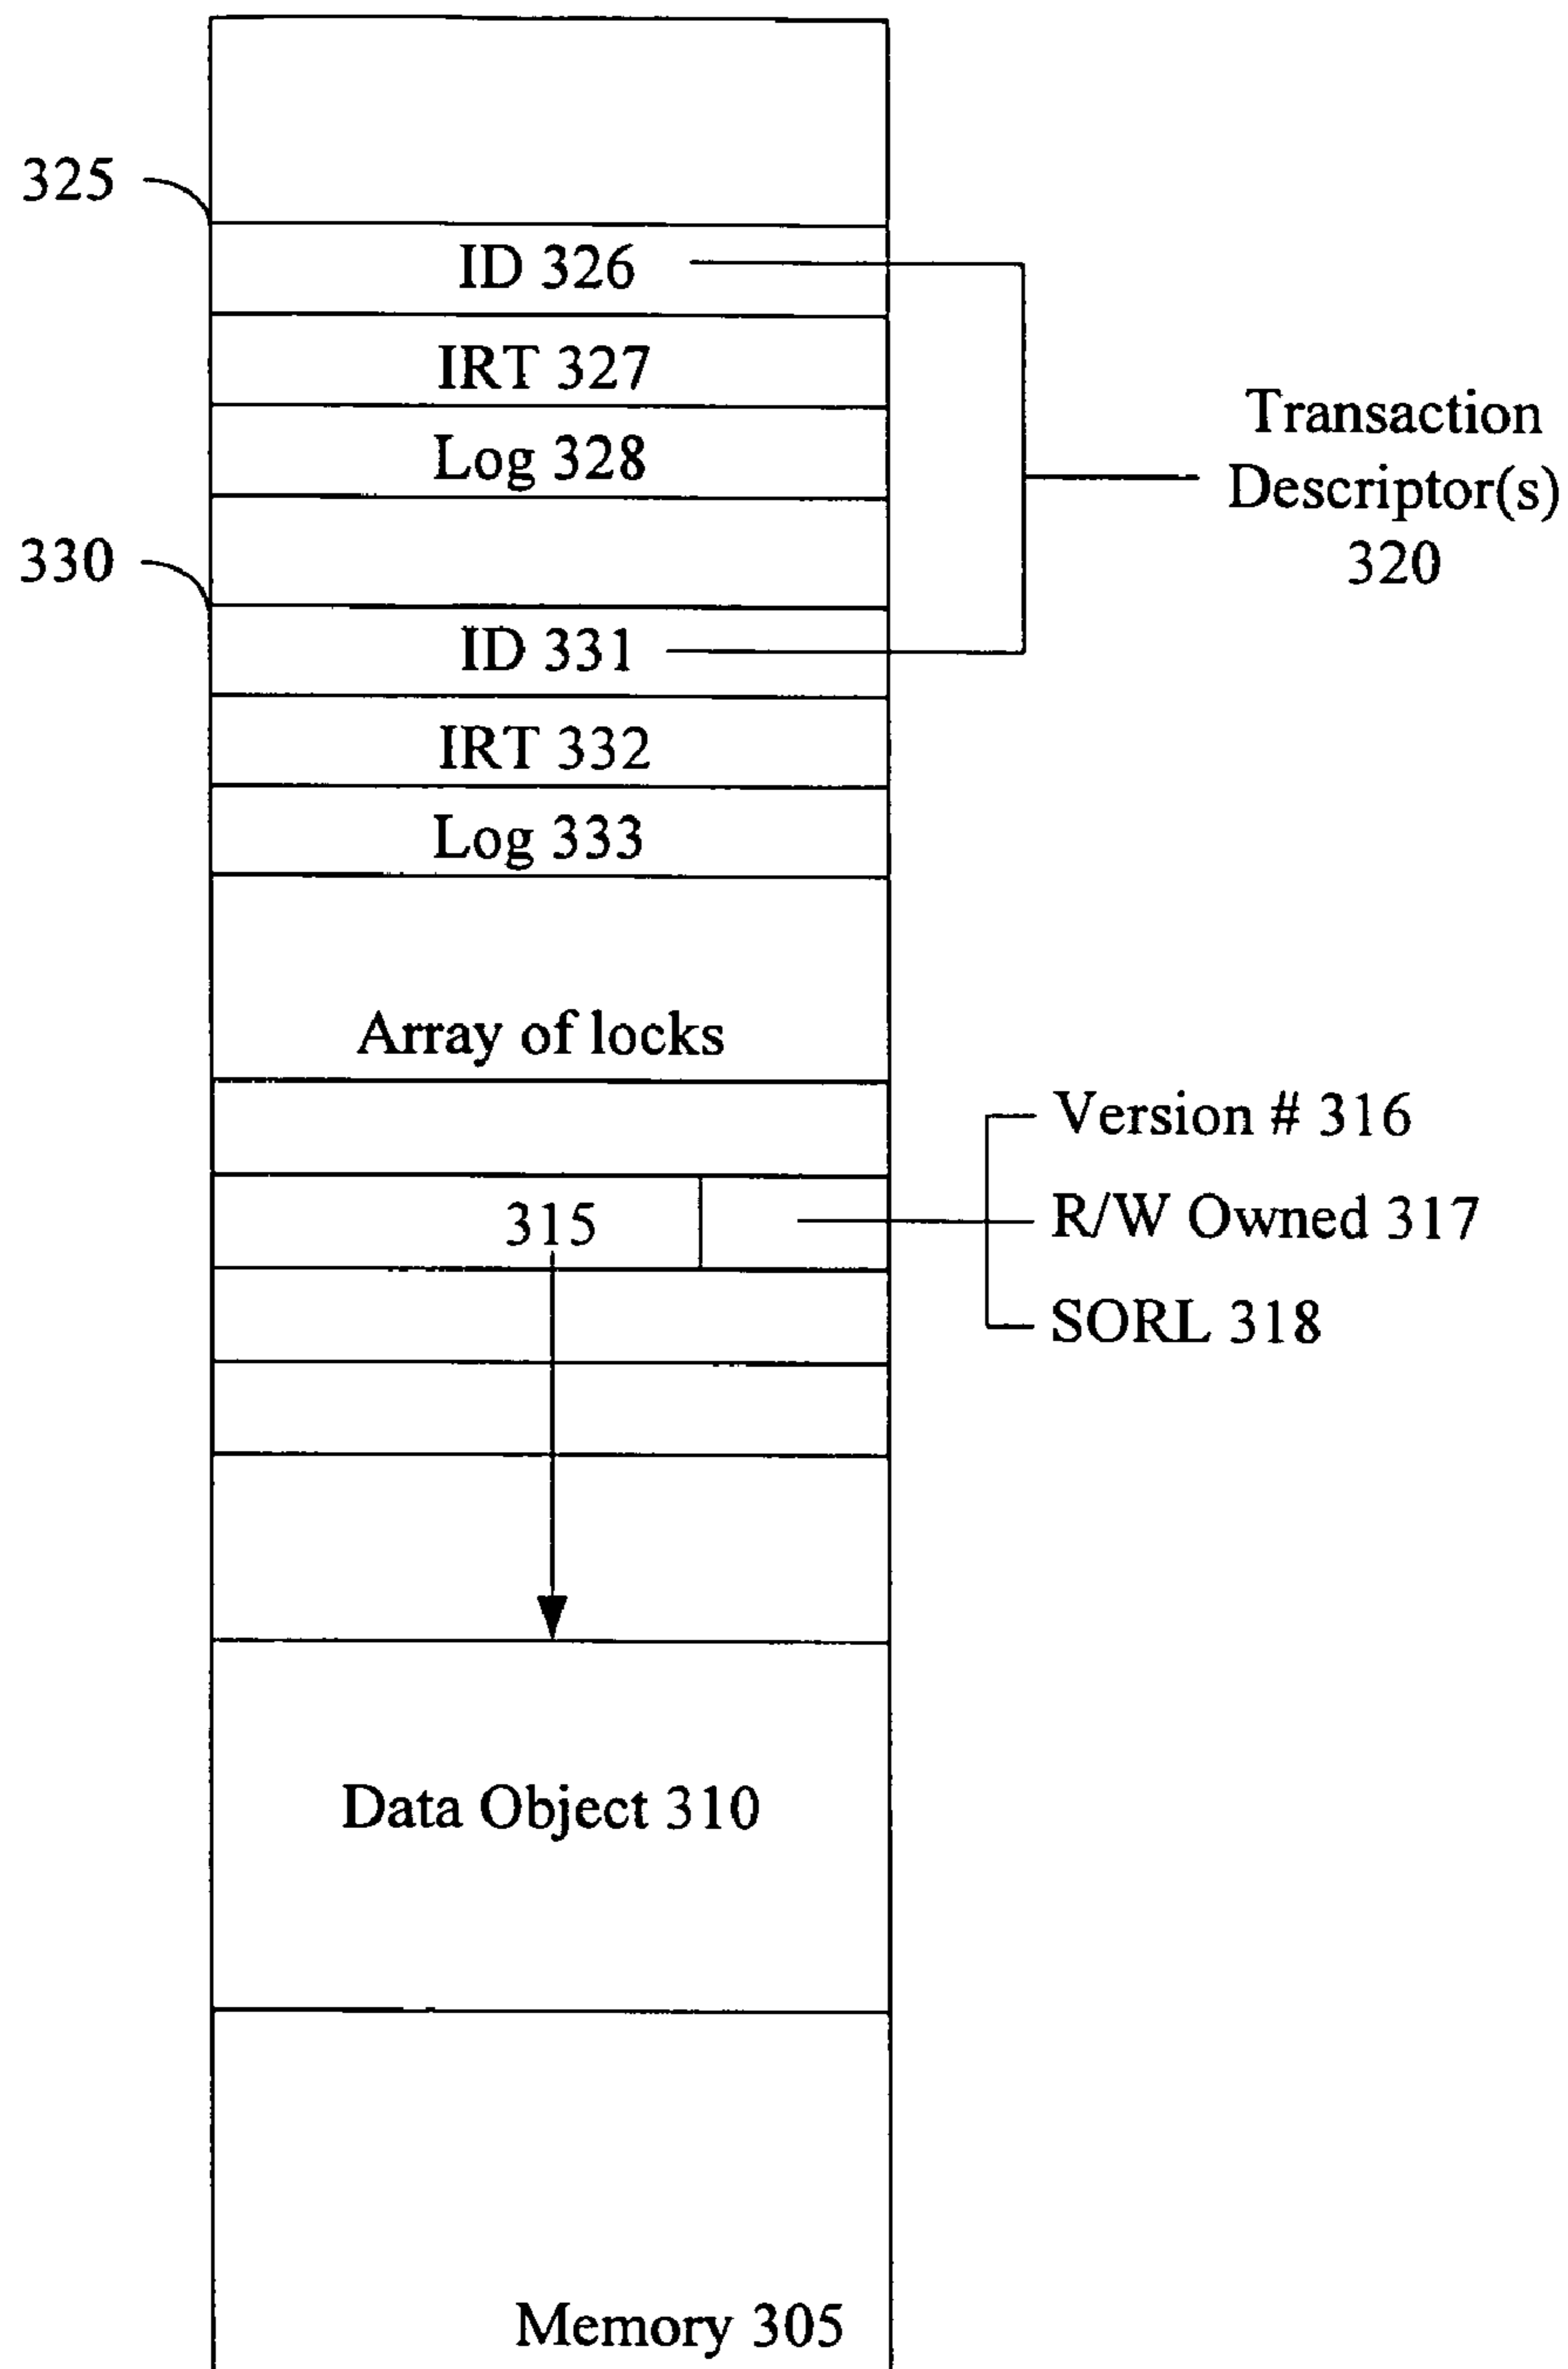 325
ID 326
IRT 327
Transaction
Descriptor(s)
320
Log 328
330
ID 331
IRT 332
Log 333
Array of locks
Version # 316
315
R/W Owned 317
SORL 318
Data Object 310
Memory 305